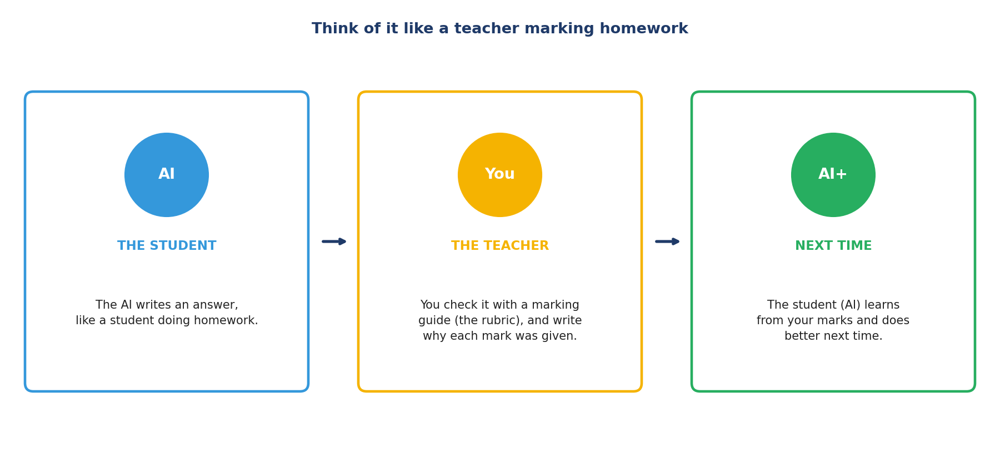 Think of it like a teacher marking homework
AI
THE STUDENT
The AI writes an answer,
like a student doing homework.
You
THE TEACHER
You check it with a marking
guide (the rubric), and write
why each mark was given.
AI+
NEXT TIME
The student (AI) learns
from your marks and does
better next time.